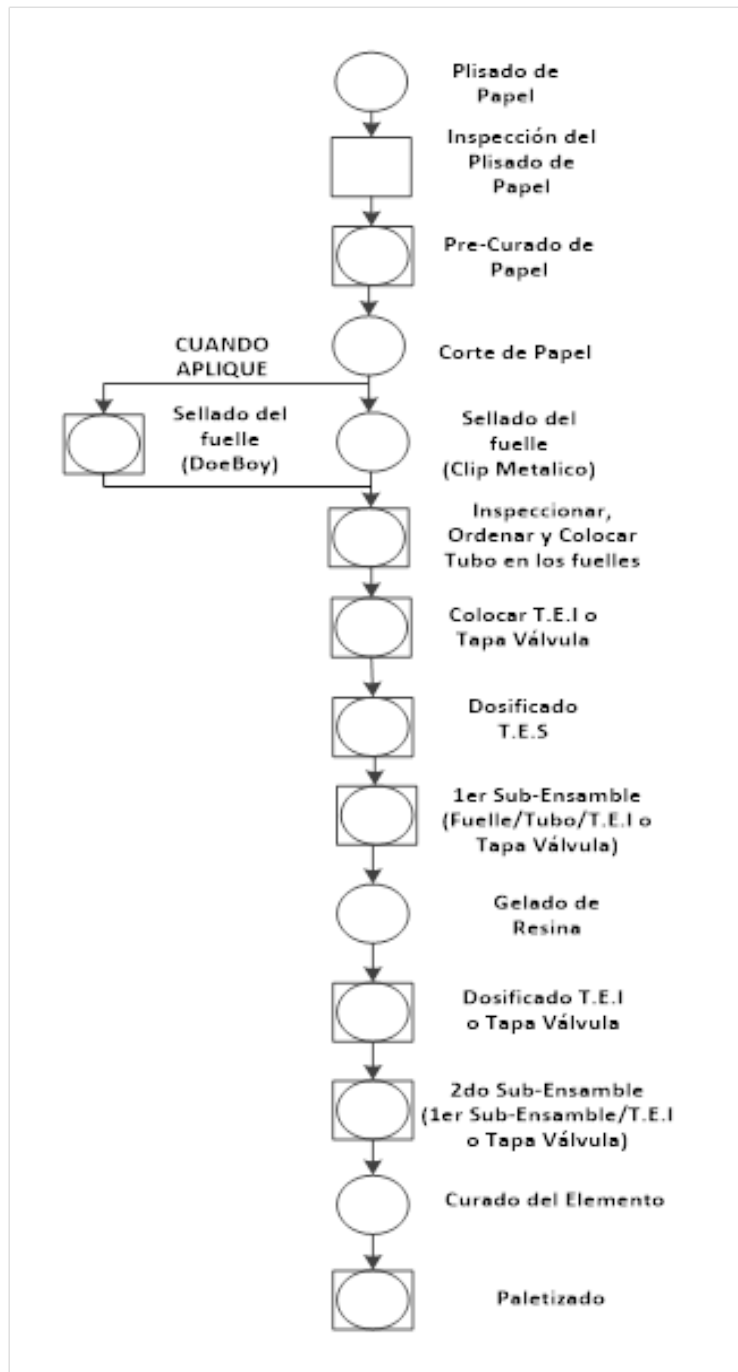 Plisado de
Papel
Inspección del
Plisado de
Papel
Pre-Curado de
Papel
Corte de Papel
CUANDO
APLIQUE
Sellado del
fuelle
(DoeBoy)
Sellado del
fuelle
(Clip Metalico)
Inspeccionar,
Ordenar y Colocar
Tubo en los fuelles
Colocar T.E.I o
Tapa Válvula
Dosificado
T.E.S
1er Sub-Ensamble
(Fuelle/Tubo/T.E.I o
Tapa Válvula)
Gelado de
Resina
Dosificado T.E.I
o Tapa Válvula
2do Sub-Ensamble
(1er Sub-Ensamble/T.E.I
o Tapa Válvula)
Curado del Elemento
Paletizado